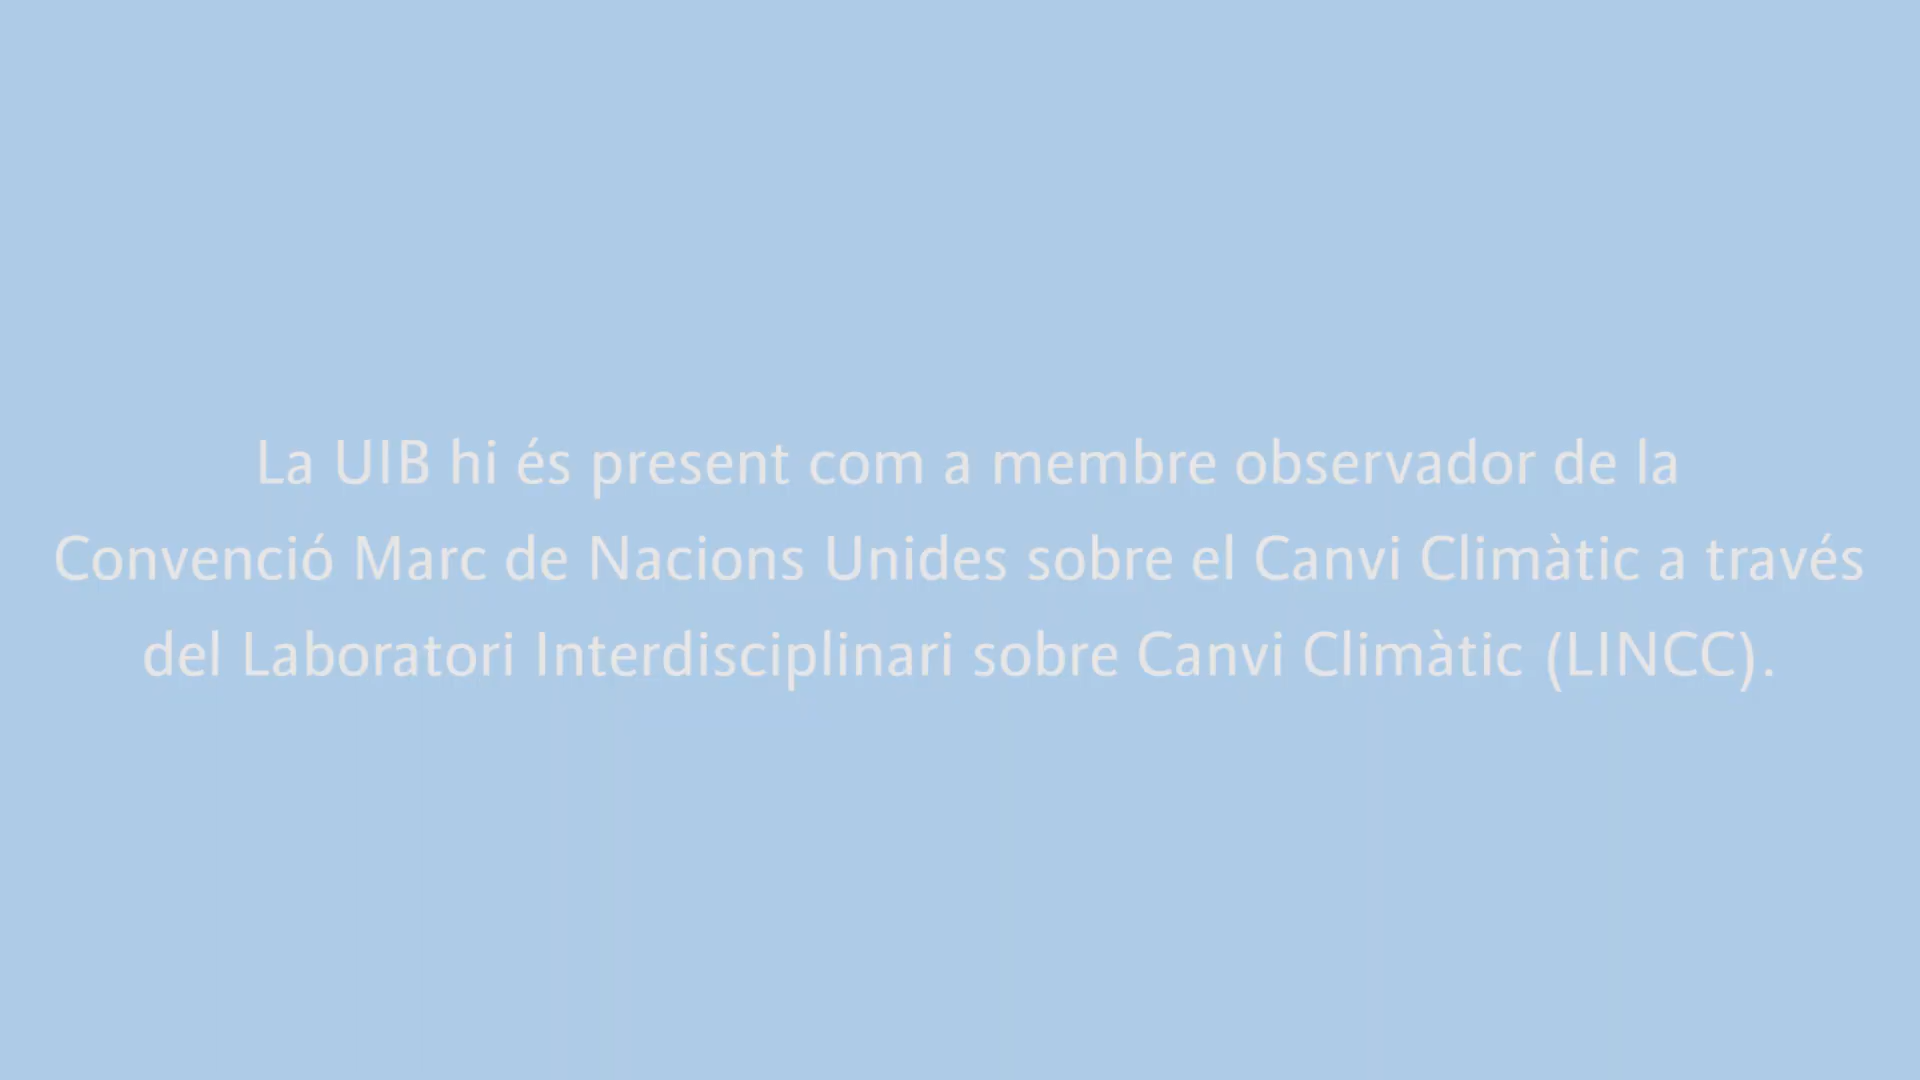 La UIB hi és present com a membre observador de la
Convenció Marc de Nacions Unides sobre el Canvi Climàtic a través
del Laboratori Interdisciplinari sobre Canvi Climàtic (LINCC).